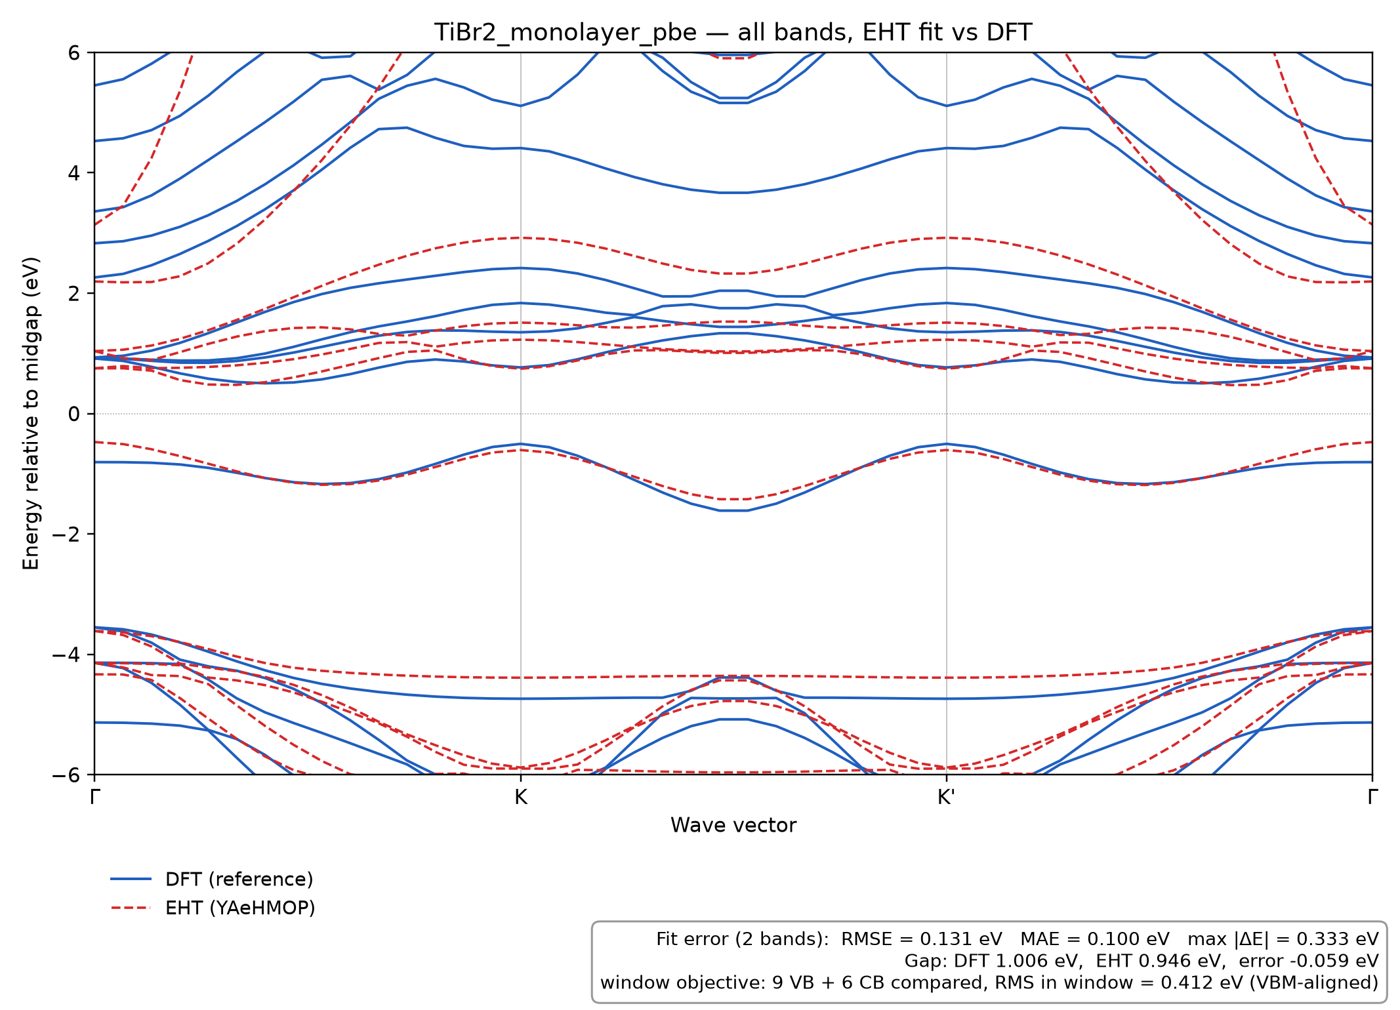 TiBr2_monolayer_pbe — all bands, EHT fit vs DFT
Energy relative to midgap (eV)
6
4
2
0
−2
−4
−6
Γ K K' Γ
Wave vector
DFT (reference)
EHT (YAeHMOP)
Fit error (2 bands):  RMSE = 0.131 eV   MAE = 0.100 eV   max |ΔE| = 0.333 eV
Gap: DFT 1.006 eV,  EHT 0.946 eV,  error -0.059 eV
window objective: 9 VB + 6 CB compared, RMS in window = 0.412 eV (VBM-aligned)